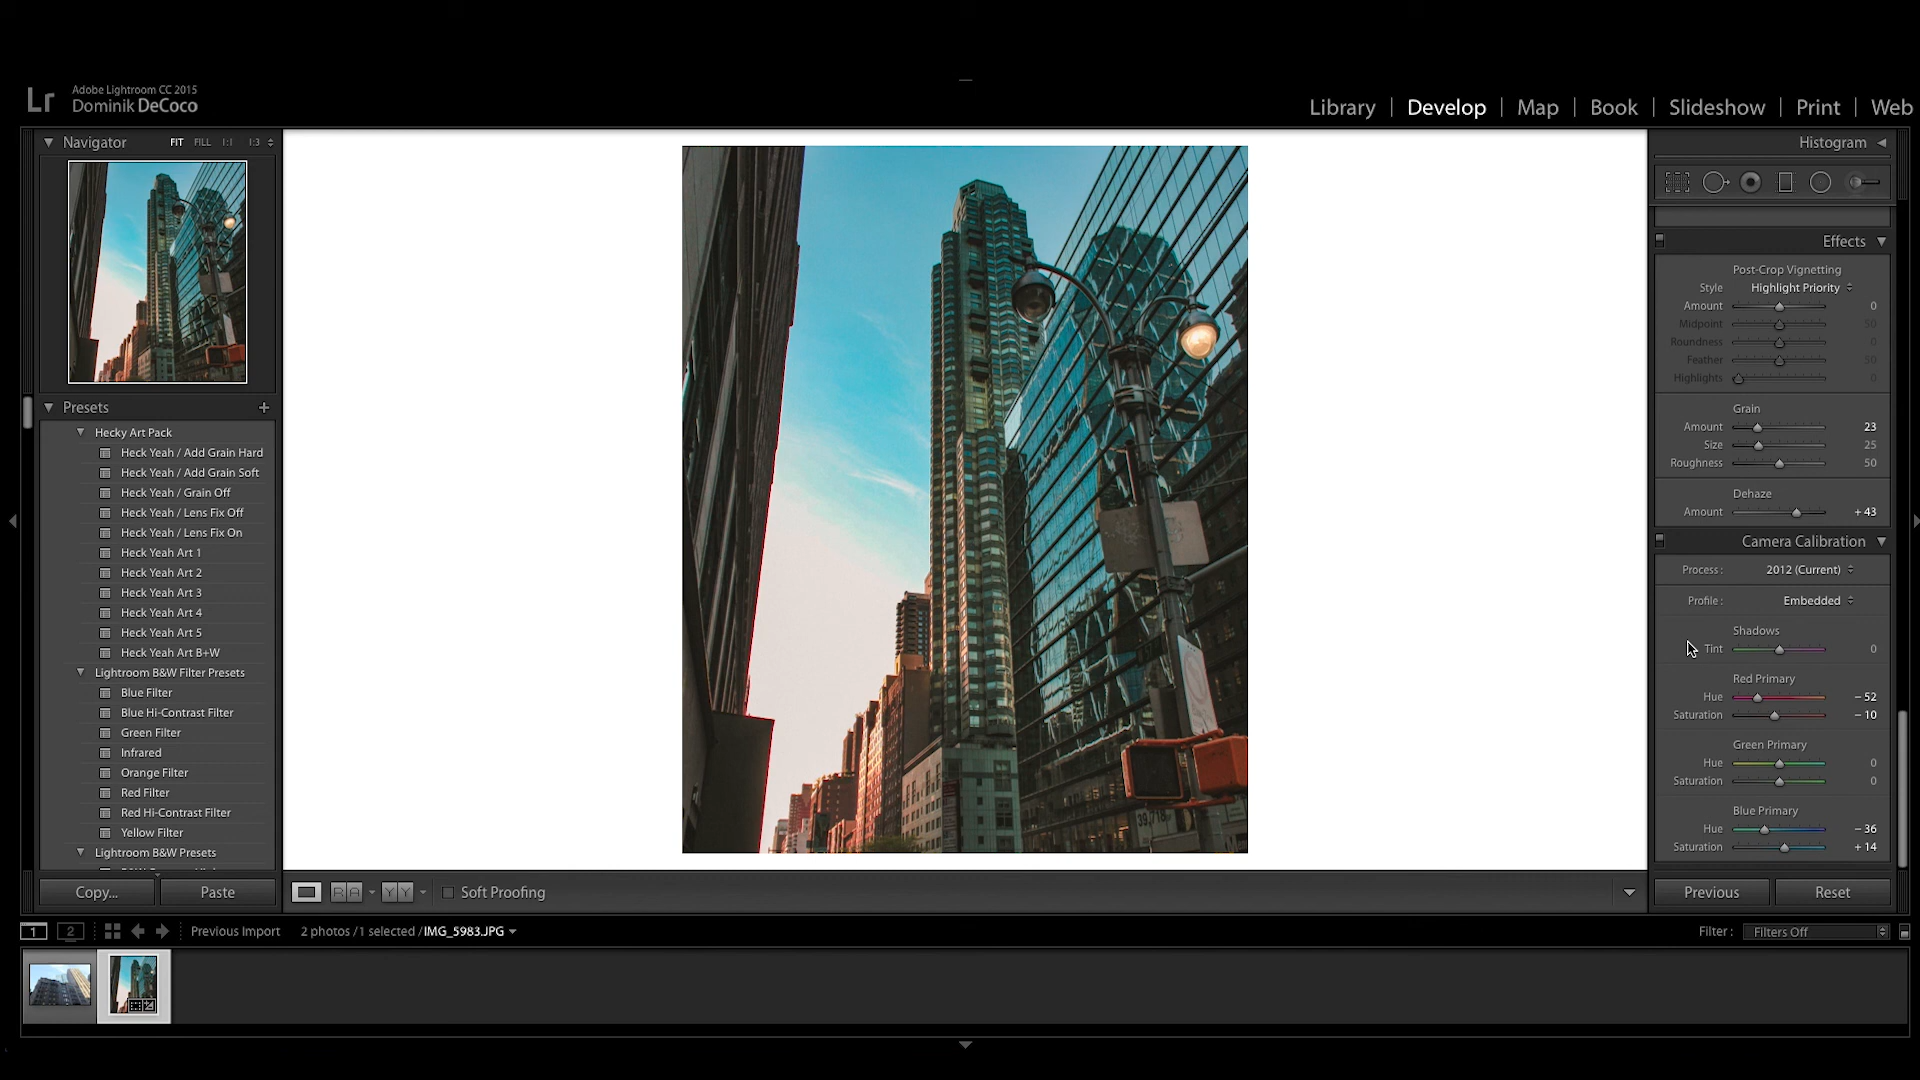 Lr
Adobe Lightroom CC 2015
Dominik DeCoco
Library | Develop | Map | Book | Slideshow | Print | Web
Navigator FIT FILL 1:1 1:3
Presets +
Hecky Art Pack
Heck Yeah / Add Grain Hard
Heck Yeah / Add Grain Soft
Heck Yeah / Grain Off
Heck Yeah / Lens Fix Off
Heck Yeah / Lens Fix On
Heck Yeah Art 1
Heck Yeah Art 2
Heck Yeah Art 3
Heck Yeah Art 4
Heck Yeah Art 5
Heck Yeah Art B+W
Lightroom B&W Filter Presets
Blue Filter
Blue Hi-Contrast Filter
Green Filter
Infrared
Orange Filter
Red Filter
Red Hi-Contrast Filter
Yellow Filter
Lightroom B&W Presets
Copy... Paste
Histogram
Effects
Post-Crop Vignetting
Style Highlight Priority
Amount 0
Midpoint 50
Roundness 0
Feather 50
Highlights 0
Grain
Amount 23
Size 25
Roughness 50
Dehaze
Amount + 43
Camera Calibration
Process : 2012 (Current)
Profile : Embedded
Shadows
Tint 0
Red Primary
Hue – 52
Saturation – 10
Green Primary
Hue 0
Saturation 0
Blue Primary
Hue – 36
Saturation + 14
Previous Reset
RA YY Soft Proofing
1 2 Previous Import 2 photos / 1 selected / IMG_5983.JPG
Filter : Filters Off